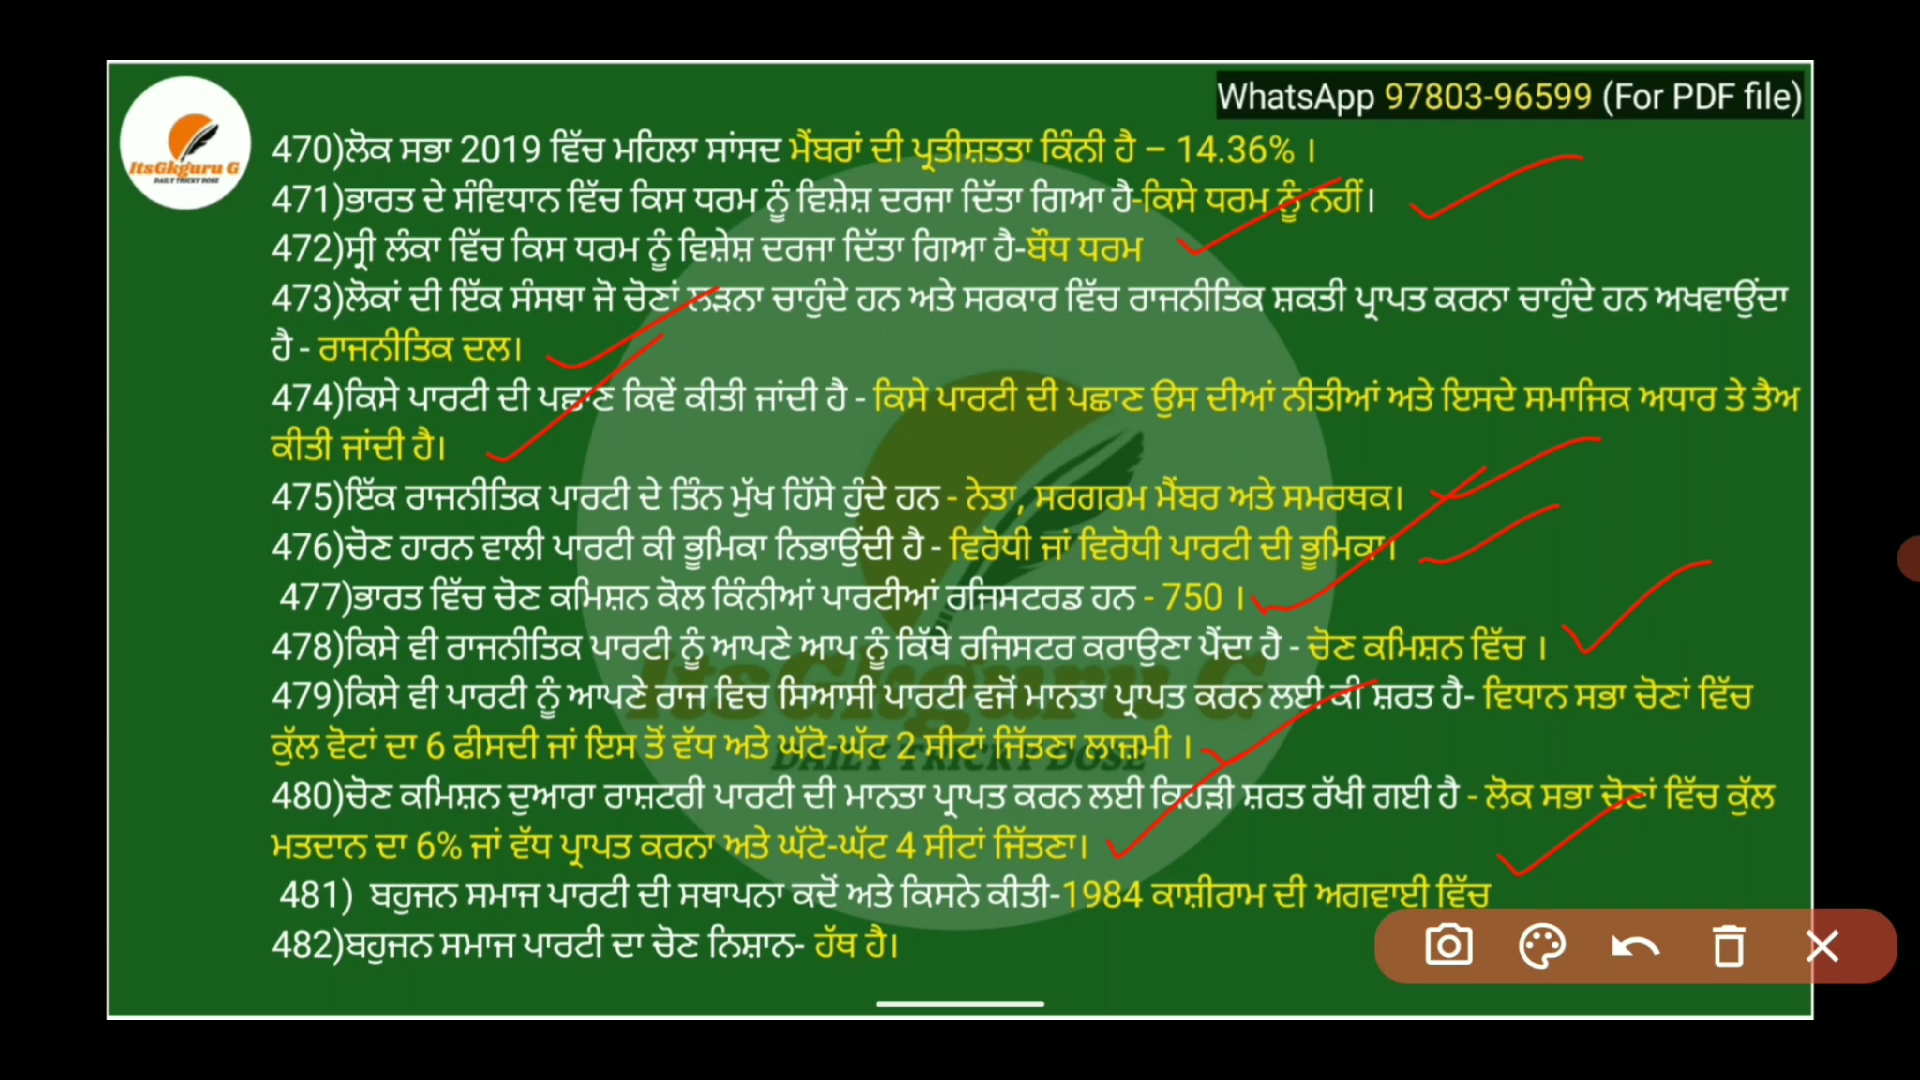 WhatsApp 97803-96599 (For PDF file)
ItsGkguru G
DAILY TRICKY DOSE
470)ਲੋਕ ਸਭਾ 2019 ਵਿੱਚ ਮਹਿਲਾ ਸਾਂਸਦ ਮੈਂਬਰਾਂ ਦੀ ਪ੍ਰਤੀਸ਼ਤਤਾ ਕਿੰਨੀ ਹੈ – 14.36% ।
471)ਭਾਰਤ ਦੇ ਸੰਵਿਧਾਨ ਵਿੱਚ ਕਿਸ ਧਰਮ ਨੂੰ ਵਿਸ਼ੇਸ਼ ਦਰਜਾ ਦਿੱਤਾ ਗਿਆ ਹੈ-ਕਿਸੇ ਧਰਮ ਨੂੰ ਨਹੀਂ।
472)ਸ੍ਰੀ ਲੰਕਾ ਵਿੱਚ ਕਿਸ ਧਰਮ ਨੂੰ ਵਿਸ਼ੇਸ਼ ਦਰਜਾ ਦਿੱਤਾ ਗਿਆ ਹੈ-ਬੌਧ ਧਰਮ
473)ਲੋਕਾਂ ਦੀ ਇੱਕ ਸੰਸਥਾ ਜੋ ਚੋਣਾਂ ਲੜਨਾ ਚਾਹੁੰਦੇ ਹਨ ਅਤੇ ਸਰਕਾਰ ਵਿੱਚ ਰਾਜਨੀਤਿਕ ਸ਼ਕਤੀ ਪ੍ਰਾਪਤ ਕਰਨਾ ਚਾਹੁੰਦੇ ਹਨ ਅਖਵਾਉਂਦਾ
ਹੈ - ਰਾਜਨੀਤਿਕ ਦਲ।
474)ਕਿਸੇ ਪਾਰਟੀ ਦੀ ਪਛਾਣ ਕਿਵੇਂ ਕੀਤੀ ਜਾਂਦੀ ਹੈ - ਕਿਸੇ ਪਾਰਟੀ ਦੀ ਪਛਾਣ ਉਸ ਦੀਆਂ ਨੀਤੀਆਂ ਅਤੇ ਇਸਦੇ ਸਮਾਜਿਕ ਅਧਾਰ ਤੇ ਤੈਅ
ਕੀਤੀ ਜਾਂਦੀ ਹੈ।
475)ਇੱਕ ਰਾਜਨੀਤਿਕ ਪਾਰਟੀ ਦੇ ਤਿੰਨ ਮੁੱਖ ਹਿੱਸੇ ਹੁੰਦੇ ਹਨ - ਨੇਤਾ ,ਸਰਗਰਮ ਮੈਂਬਰ ਅਤੇ ਸਮਰਥਕ।
476)ਚੋਣ ਹਾਰਨ ਵਾਲੀ ਪਾਰਟੀ ਕੀ ਭੂਮਿਕਾ ਨਿਭਾਉਂਦੀ ਹੈ - ਵਿਰੋਧੀ ਜਾਂ ਵਿਰੋਧੀ ਪਾਰਟੀ ਦੀ ਭੂਮਿਕਾ।
477)ਭਾਰਤ ਵਿੱਚ ਚੋਣ ਕਮਿਸ਼ਨ ਕੋਲ ਕਿੰਨੀਆਂ ਪਾਰਟੀਆਂ ਰਜਿਸਟਰਡ ਹਨ - 750 ।
478)ਕਿਸੇ ਵੀ ਰਾਜਨੀਤਿਕ ਪਾਰਟੀ ਨੂੰ ਆਪਣੇ ਆਪ ਨੂੰ ਕਿੱਥੇ ਰਜਿਸਟਰ ਕਰਾਉਣਾ ਪੈਂਦਾ ਹੈ - ਚੋਣ ਕਮਿਸ਼ਨ ਵਿੱਚ ।
479)ਕਿਸੇ ਵੀ ਪਾਰਟੀ ਨੂੰ ਆਪਣੇ ਰਾਜ ਵਿਚ ਸਿਆਸੀ ਪਾਰਟੀ ਵਜੋਂ ਮਾਨਤਾ ਪ੍ਰਾਪਤ ਕਰਨ ਲਈ ਕੀ ਸ਼ਰਤ ਹੈ- ਵਿਧਾਨ ਸਭਾ ਚੋਣਾਂ ਵਿੱਚ
ਕੁੱਲ ਵੋਟਾਂ ਦਾ 6 ਫੀਸਦੀ ਜਾਂ ਇਸ ਤੋਂ ਵੱਧ ਅਤੇ ਘੱਟੋ-ਘੱਟ 2 ਸੀਟਾਂ ਜਿੱਤਣਾ ਲਾਜ਼ਮੀ ।
480)ਚੋਣ ਕਮਿਸ਼ਨ ਦੁਆਰਾ ਰਾਸ਼ਟਰੀ ਪਾਰਟੀ ਦੀ ਮਾਨਤਾ ਪ੍ਰਾਪਤ ਕਰਨ ਲਈ ਕਿਹੜੀ ਸ਼ਰਤ ਰੱਖੀ ਗਈ ਹੈ - ਲੋਕ ਸਭਾ ਚੋਣਾਂ ਵਿੱਚ ਕੁੱਲ
ਮਤਦਾਨ ਦਾ 6% ਜਾਂ ਵੱਧ ਪ੍ਰਾਪਤ ਕਰਨਾ ਅਤੇ ਘੱਟੋ-ਘੱਟ 4 ਸੀਟਾਂ ਜਿੱਤਣਾ।
481) ਬਹੁਜਨ ਸਮਾਜ ਪਾਰਟੀ ਦੀ ਸਥਾਪਨਾ ਕਦੋਂ ਅਤੇ ਕਿਸਨੇ ਕੀਤੀ-1984 ਕਾਸ਼ੀਰਾਮ ਦੀ ਅਗਵਾਈ ਵਿੱਚ
482)ਬਹੁਜਨ ਸਮਾਜ ਪਾਰਟੀ ਦਾ ਚੋਣ ਨਿਸ਼ਾਨ- ਹੱਥ ਹੈ।
ItsGkguru G
DAILY TRICKY DOSE